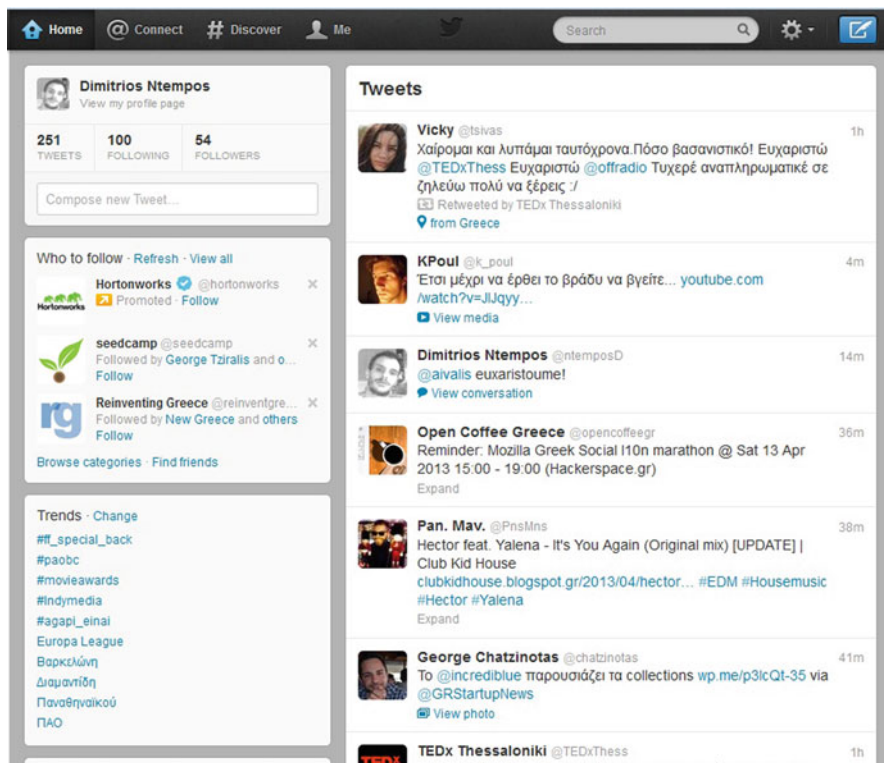 Home Connect Discover Me Search
Dimitrios Ntempos
View my profile page
251 100 54
TWEETS FOLLOWING FOLLOWERS
Compose new Tweet...
Who to follow · Refresh · View all
Hortonworks @hortonworks
Hortonworks
Promoted · Follow
seedcamp @seedcamp
Followed by George Tziralis and o...
Follow
rg
Reinventing Greece @reinventgre...
Followed by New Greece and others
Follow
Browse categories · Find friends
Trends · Change
#ff_special_back
#paobc
#movieawards
#Indymedia
#agapi_einai
Europa League
Βαρκελώνη
Διαμαντίδη
Παναθηναϊκού
ΠΑΟ
Tweets
Vicky @tsivas 1h
Χαίρομαι και λυπάμαι ταυτόχρονα.Πόσο βασανιστικό! Ευχαριστώ
@TEDxThess Ευχαριστώ @offradio Τυχερέ αναπληρωματικέ σε
ζηλεύω πολύ να ξέρεις :/
Retweeted by TEDx Thessaloniki
from Greece
KPoul @k_poul 4m
Έτσι μέχρι να έρθει το βράδυ να βγείτε... youtube.com
/watch?v=JlJqyy...
View media
Dimitrios Ntempos @ntemposD 14m
@aivalis euxaristoume!
View conversation
Open Coffee Greece @opencoffeegr 36m
Reminder: Mozilla Greek Social l10n marathon @ Sat 13 Apr
2013 15:00 - 19:00 (Hackerspace.gr)
Expand
Pan. Mav. @PnsMns 38m
Hector feat. Yalena - It's You Again (Original mix) [UPDATE] |
Club Kid House
clubkidhouse.blogspot.gr/2013/04/hector... #EDM #Housemusic
#Hector #Yalena
Expand
George Chatzinotas @chatzinotas 41m
Το @incrediblue παρουσιάζει τα collections wp.me/p3lcQt-35 via
@GRStartupNews
View photo
TEDx Thessaloniki @TEDxThess 1h
TEDx